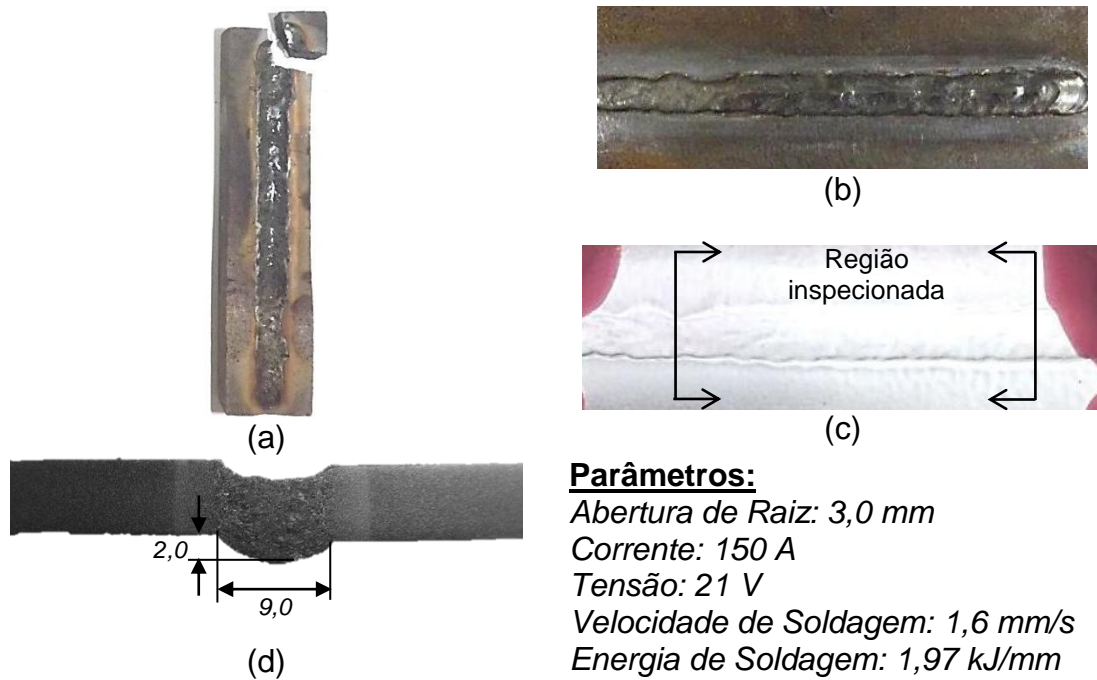 (a)
(b)
Região
inspecionada
(c)
2,0
9,0
(d)
Parâmetros:
Abertura de Raiz: 3,0 mm
Corrente: 150 A
Tensão: 21 V
Velocidade de Soldagem: 1,6 mm/s
Energia de Soldagem: 1,97 kJ/mm